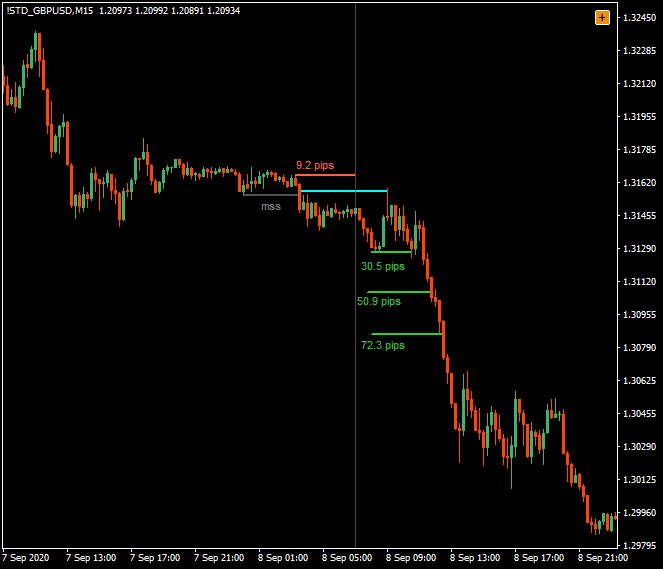 !STD_GBPUSD,M15 1.20973 1.20992 1.20891 1.20934
+
1.32450
1.32285
1.32120
1.31955
1.31785
1.31620
1.31455
1.31290
1.31120
1.30955
1.30790
1.30625
1.30455
1.30290
1.30125
1.29960
1.29795
9.2 pips
mss
30.5 pips
50.9 pips
72.3 pips
7 Sep 2020 7 Sep 13:00 7 Sep 17:00 7 Sep 21:00 8 Sep 01:00 8 Sep 05:00 8 Sep 09:00 8 Sep 13:00 8 Sep 17:00 8 Sep 21:00